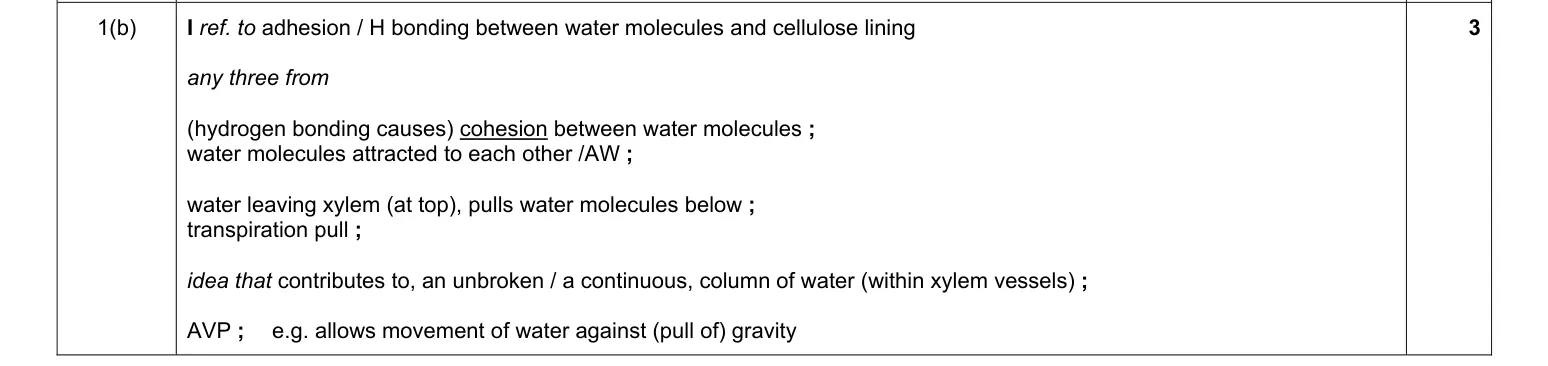 1(b)
I ref. to adhesion / H bonding between water molecules and cellulose lining
3
any three from
(hydrogen bonding causes) cohesion between water molecules ;
water molecules attracted to each other /AW ;
water leaving xylem (at top), pulls water molecules below ;
transpiration pull ;
idea that contributes to, an unbroken / a continuous, column of water (within xylem vessels) ;
AVP ; e.g. allows movement of water against (pull of) gravity